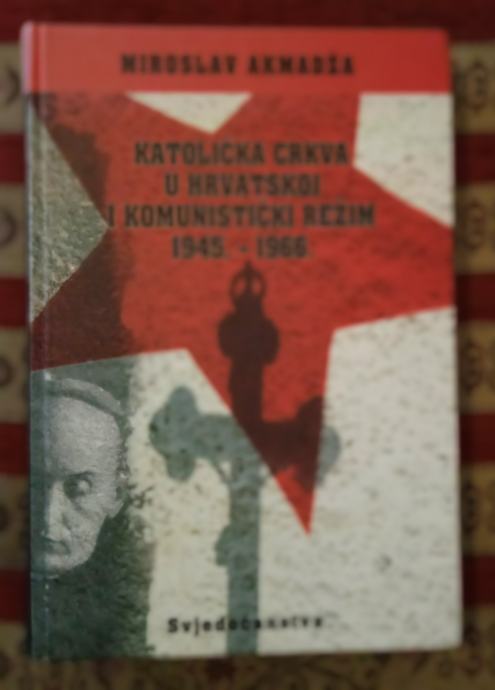 MIROSLAV AKMADŽA
KATOLIČKA CRKVA
U HRVATSKOJ
I KOMUNISTIČKI REŽIM
1945. - 1966.
Svjedočanstva